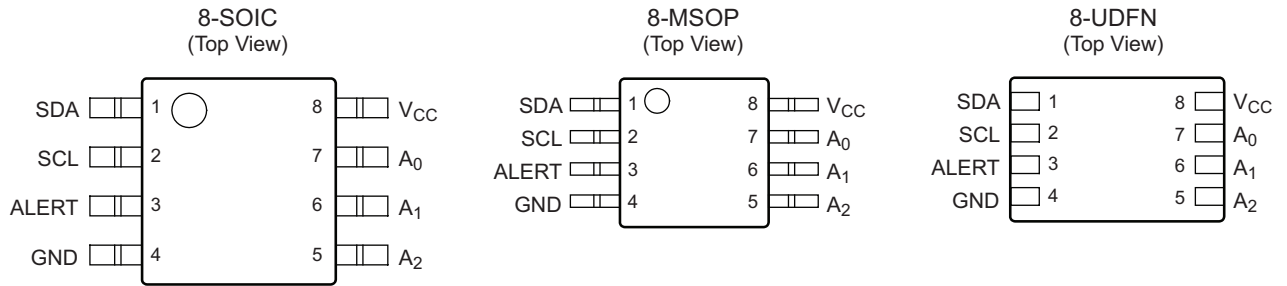 8-SOIC
(Top View)
SDA 1 8 VCC
SCL 2 7 A0
ALERT 3 6 A1
GND 4 5 A2
8-MSOP
(Top View)
SDA 1 8 VCC
SCL 2 7 A0
ALERT 3 6 A1
GND 4 5 A2
8-UDFN
(Top View)
SDA 1 8 VCC
SCL 2 7 A0
ALERT 3 6 A1
GND 4 5 A2